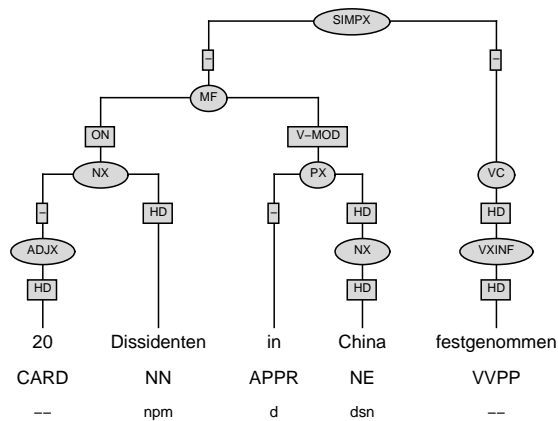 SIMPX
– –
MF
ON V–MOD
NX PX VC
– HD – HD HD
ADJX NX VXINF
HD HD HD
20 Dissidenten in China festgenommen
CARD NN APPR NE VVPP
–– npm d dsn ––